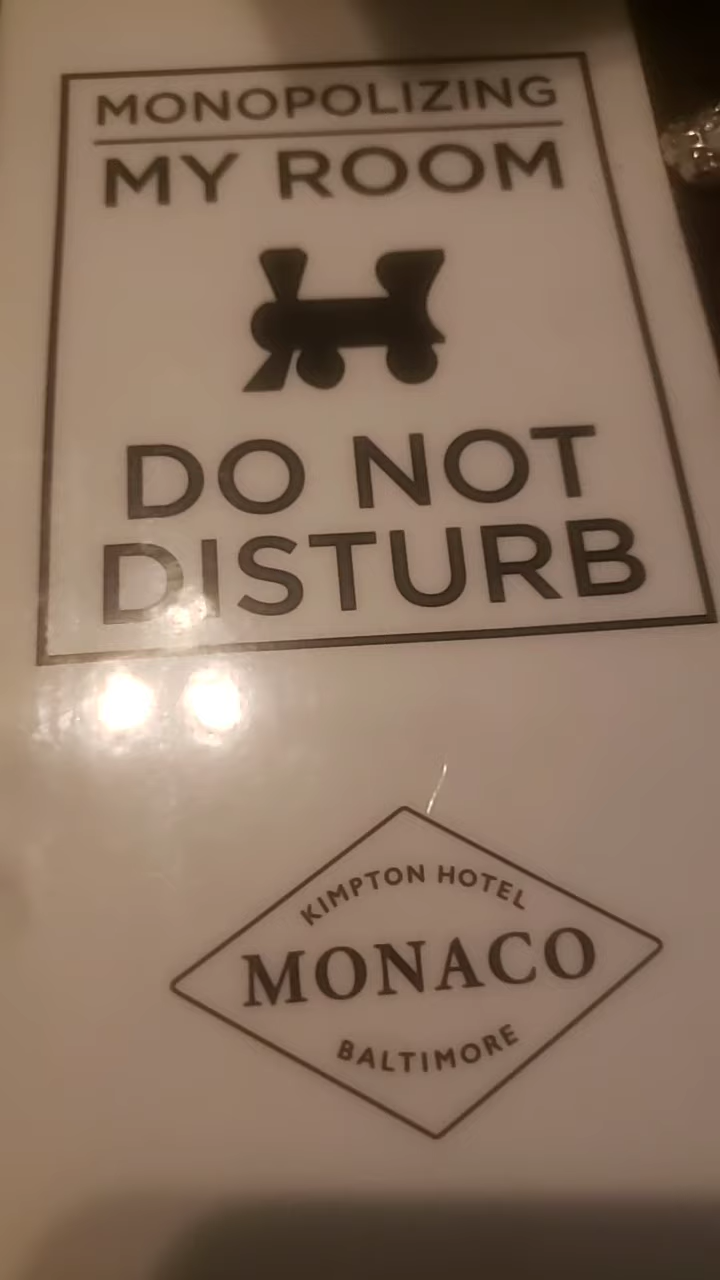 MONOPOLIZING
MY ROOM
DO NOT
DISTURB
KIMPTON HOTEL
MONACO
BALTIMORE